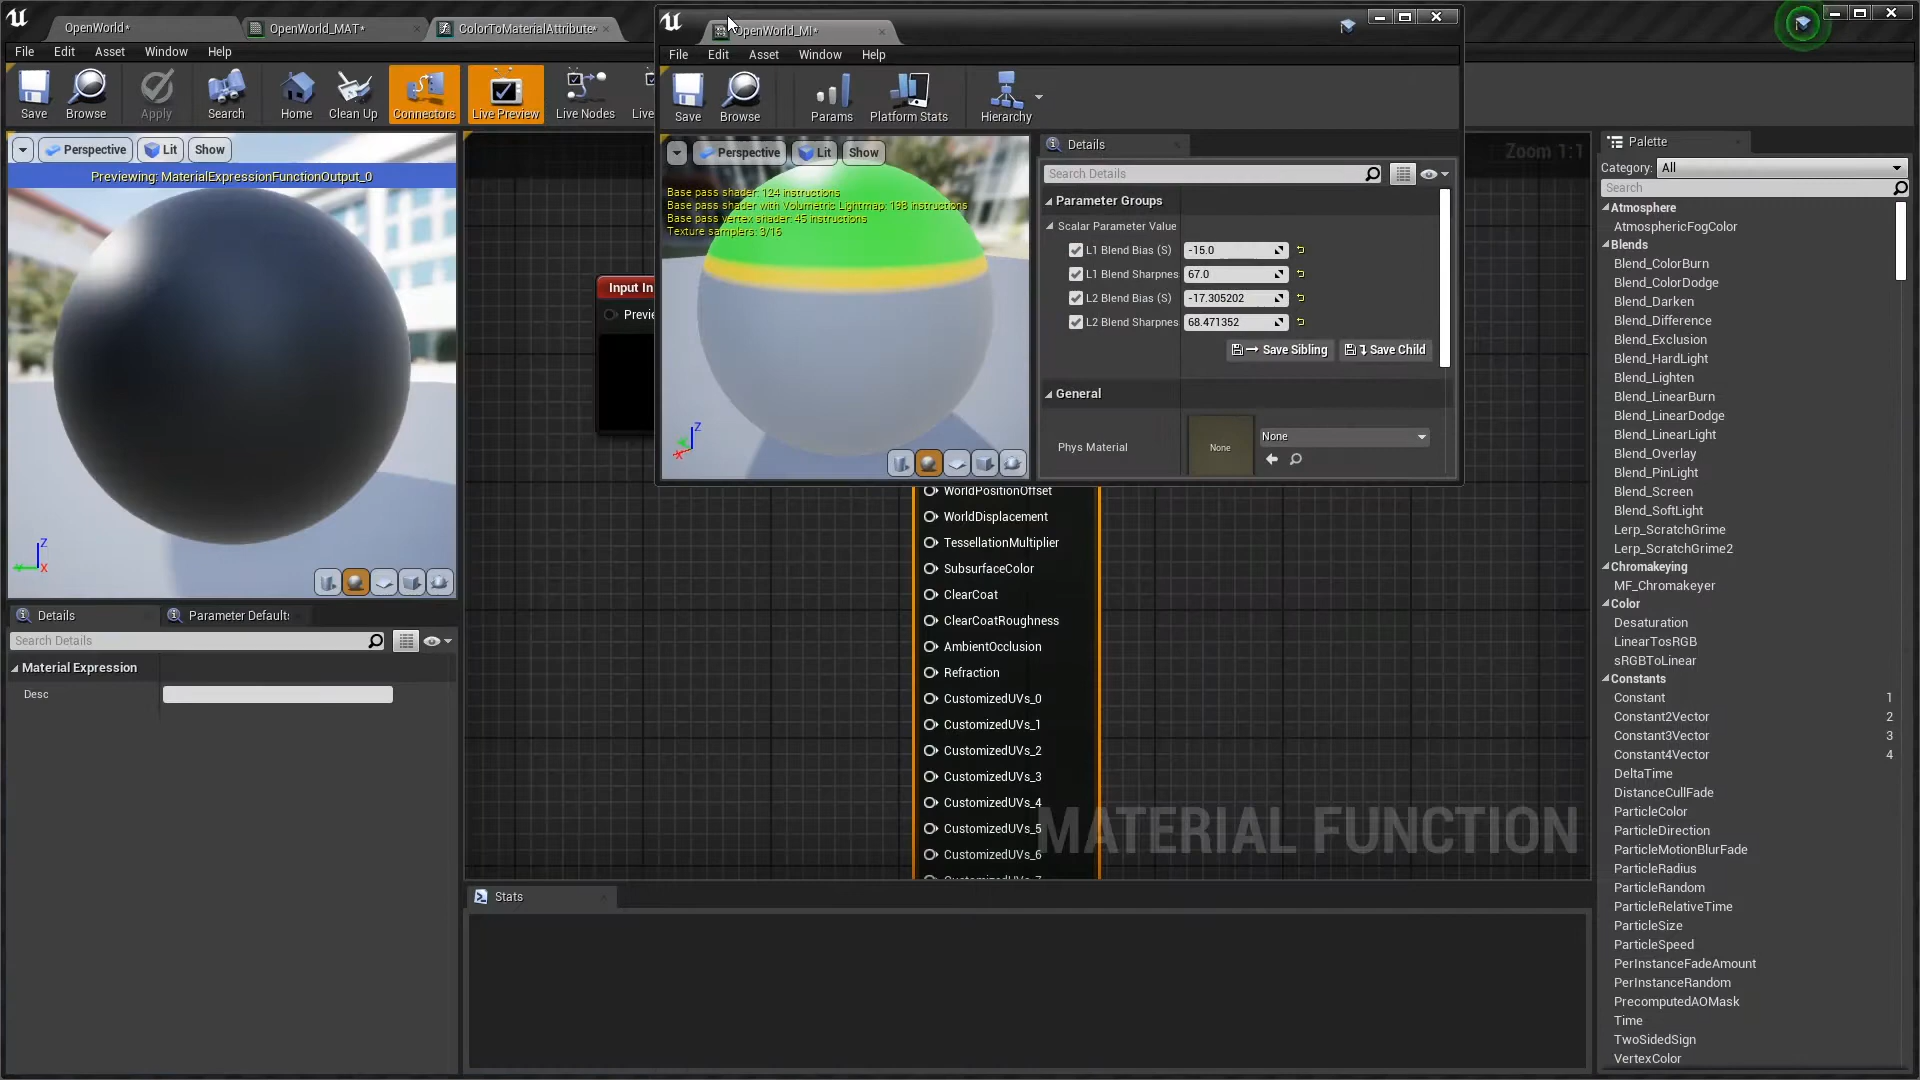 OpenWorld*
OpenWorld_MAT*
ColorToMaterialAttribute*
OpenWorld_MI*
File Edit Asset Window Help
File Edit Asset Window Help
Save
Browse
Apply
Search
Home
Clean Up
Connectors
Live Preview
Live Nodes
Live
Save
Browse
Params
Platform Stats
Hierarchy
Perspective
Lit
Show
Previewing: MaterialExpressionFunctionOutput_0
Z
X
Perspective
Lit
Show
Base pass shader: 124 instructions
Base pass shader with Volumetric Lightmap: 198 instructions
Base pass vertex shader: 45 instructions
Texture samplers: 3/16
Z
X
Details
Search Details
Parameter Groups
Scalar Parameter Value
L1 Blend Bias (S) -15.0
L1 Blend Sharpnes 67.0
L2 Blend Bias (S) -17.305202
L2 Blend Sharpnes 68.471352
Save Sibling
Save Child
General
Phys Material
None
None
Zoom 1:1
Input In
Previe
WorldPositionOffset
WorldDisplacement
TessellationMultiplier
SubsurfaceColor
ClearCoat
ClearCoatRoughness
AmbientOcclusion
Refraction
CustomizedUVs_0
CustomizedUVs_1
CustomizedUVs_2
CustomizedUVs_3
CustomizedUVs_4
CustomizedUVs_5
CustomizedUVs_6
MATERIAL FUNCTION
Details
Parameter Defaults
Search Details
Material Expression
Desc
Stats
Palette
Category: All
Search
Atmosphere
AtmosphericFogColor
Blends
Blend_ColorBurn
Blend_ColorDodge
Blend_Darken
Blend_Difference
Blend_Exclusion
Blend_HardLight
Blend_Lighten
Blend_LinearBurn
Blend_LinearDodge
Blend_LinearLight
Blend_Overlay
Blend_PinLight
Blend_Screen
Blend_SoftLight
Lerp_ScratchGrime
Lerp_ScratchGrime2
Chromakeying
MF_Chromakeyer
Color
Desaturation
LinearTosRGB
sRGBToLinear
Constants
Constant 1
Constant2Vector 2
Constant3Vector 3
Constant4Vector 4
DeltaTime
DistanceCullFade
ParticleColor
ParticleDirection
ParticleMotionBlurFade
ParticleRadius
ParticleRandom
ParticleRelativeTime
ParticleSize
ParticleSpeed
PerInstanceFadeAmount
PerInstanceRandom
PrecomputedAOMask
Time
TwoSidedSign
VertexColor